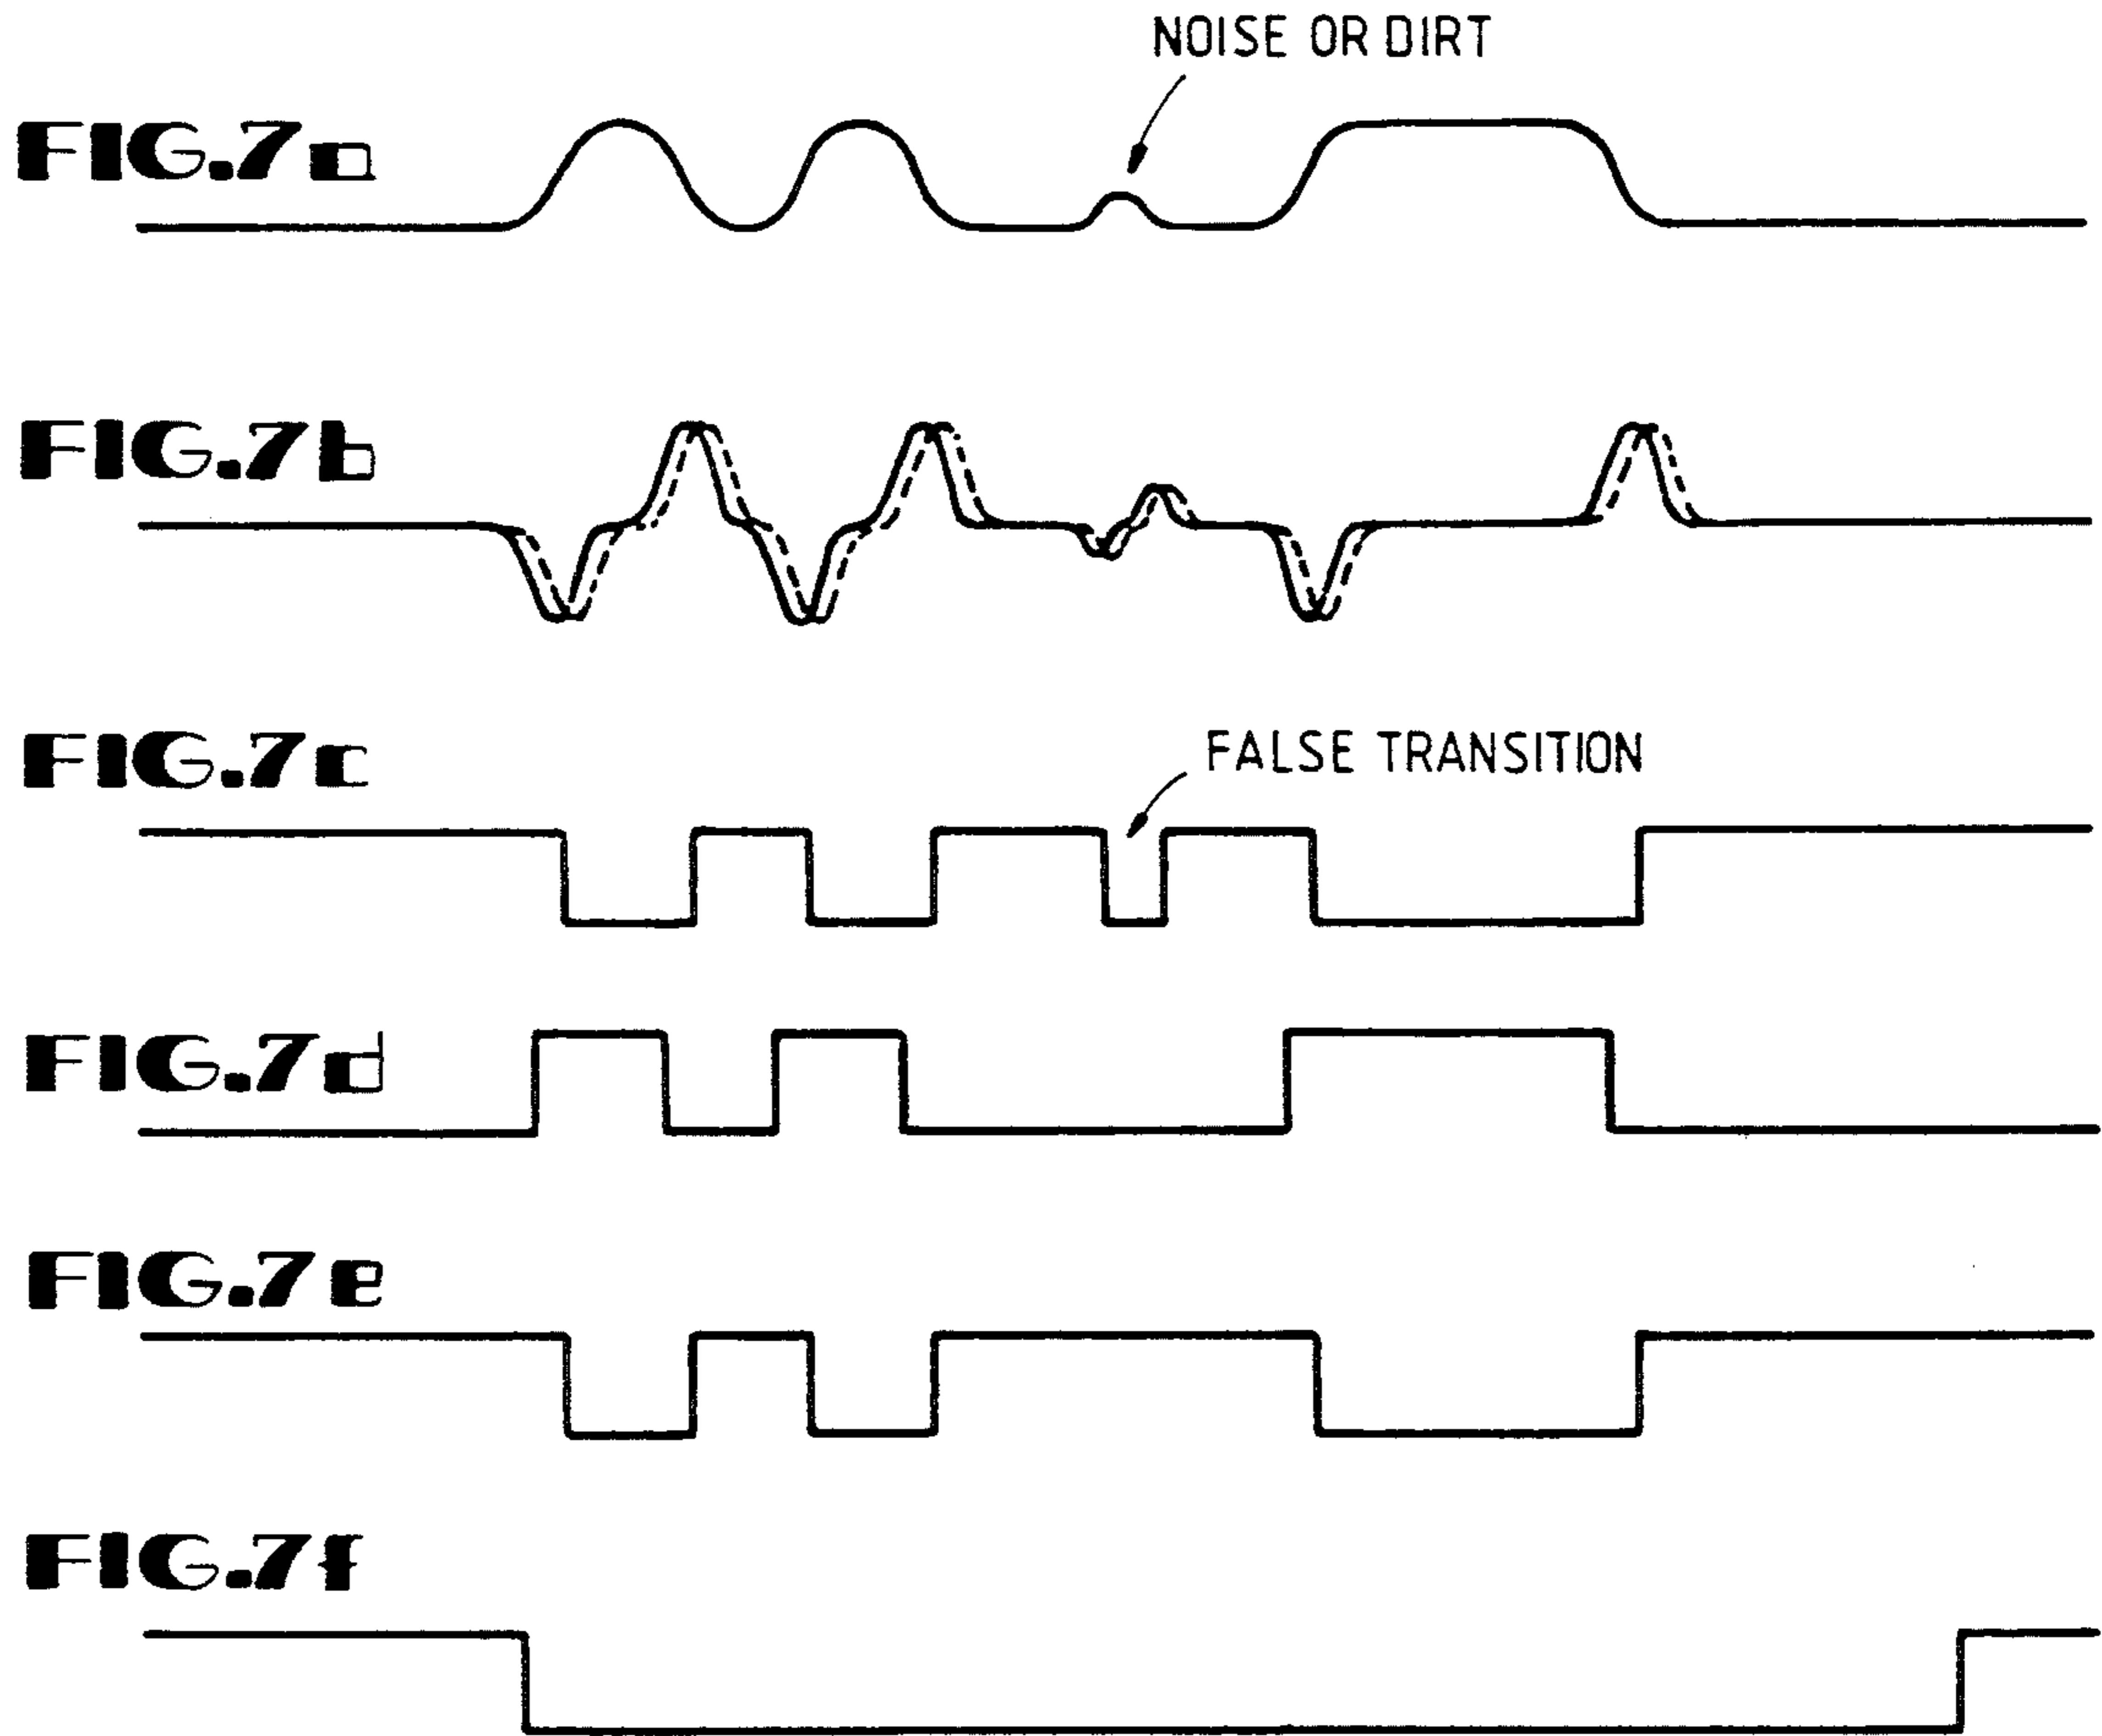 NOISE OR DIRT
FIG.7a
FIG.7b
FIG.7c
FALSE TRANSITION
FIG.7d
FIG.7e
FIG.7f